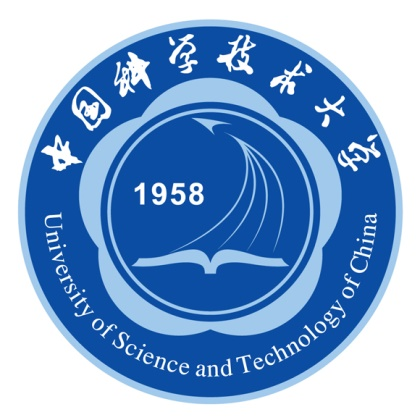 中国科学技术大学
1958
University of Science and Technology of China